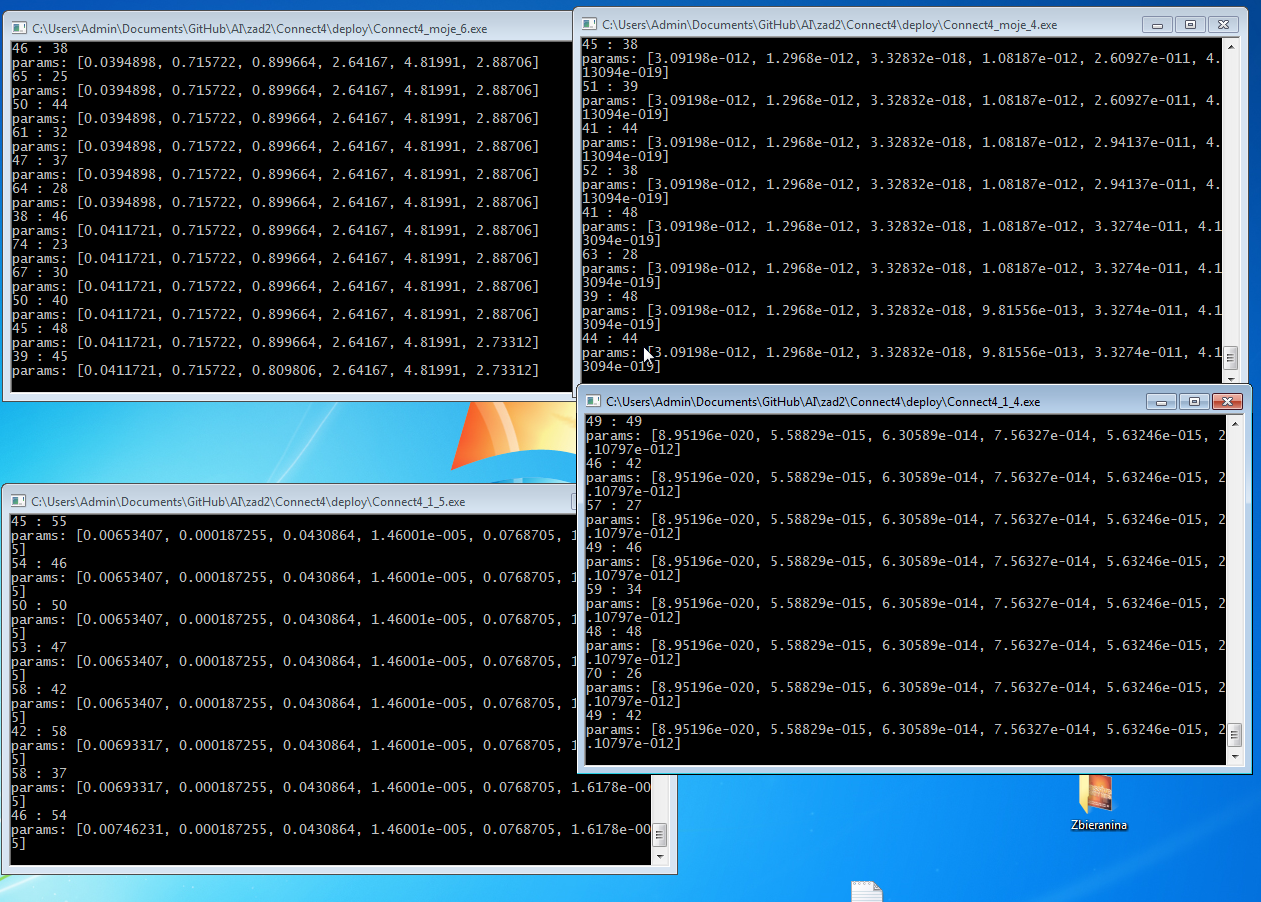 C:\Users\Admin\Documents\GitHub\AI\zad2\Connect4\deploy\Connect4_moje_6.exe
46 : 38
params: [0.0394898, 0.715722, 0.899664, 2.64167, 4.81991, 2.88706]
65 : 25
params: [0.0394898, 0.715722, 0.899664, 2.64167, 4.81991, 2.88706]
50 : 44
params: [0.0394898, 0.715722, 0.899664, 2.64167, 4.81991, 2.88706]
61 : 32
params: [0.0394898, 0.715722, 0.899664, 2.64167, 4.81991, 2.88706]
47 : 37
params: [0.0394898, 0.715722, 0.899664, 2.64167, 4.81991, 2.88706]
64 : 28
params: [0.0394898, 0.715722, 0.899664, 2.64167, 4.81991, 2.88706]
38 : 46
params: [0.0411721, 0.715722, 0.899664, 2.64167, 4.81991, 2.88706]
74 : 23
params: [0.0411721, 0.715722, 0.899664, 2.64167, 4.81991, 2.88706]
67 : 30
params: [0.0411721, 0.715722, 0.899664, 2.64167, 4.81991, 2.88706]
50 : 40
params: [0.0411721, 0.715722, 0.899664, 2.64167, 4.81991, 2.88706]
45 : 48
params: [0.0411721, 0.715722, 0.899664, 2.64167, 4.81991, 2.73312]
39 : 45
params: [0.0411721, 0.715722, 0.809806, 2.64167, 4.81991, 2.73312]
C:\Users\Admin\Documents\GitHub\AI\zad2\Connect4\deploy\Connect4_moje_4.exe
45 : 38
params: [3.09198e-012, 1.2968e-012, 3.32832e-018, 1.08187e-012, 2.60927e-011, 4.
13094e-019]
51 : 39
params: [3.09198e-012, 1.2968e-012, 3.32832e-018, 1.08187e-012, 2.60927e-011, 4.
13094e-019]
41 : 44
params: [3.09198e-012, 1.2968e-012, 3.32832e-018, 1.08187e-012, 2.94137e-011, 4.
13094e-019]
52 : 38
params: [3.09198e-012, 1.2968e-012, 3.32832e-018, 1.08187e-012, 2.94137e-011, 4.
13094e-019]
41 : 48
params: [3.09198e-012, 1.2968e-012, 3.32832e-018, 1.08187e-012, 3.3274e-011, 4.1
3094e-019]
63 : 28
params: [3.09198e-012, 1.2968e-012, 3.32832e-018, 1.08187e-012, 3.3274e-011, 4.1
3094e-019]
39 : 48
params: [3.09198e-012, 1.2968e-012, 3.32832e-018, 9.81556e-013, 3.3274e-011, 4.1
3094e-019]
44 : 44
params: [3.09198e-012, 1.2968e-012, 3.32832e-018, 9.81556e-013, 3.3274e-011, 4.1
3094e-019]
C:\Users\Admin\Documents\GitHub\AI\zad2\Connect4\deploy\Connect4_1_4.exe
49 : 49
params: [8.95196e-020, 5.58829e-015, 6.30589e-014, 7.56327e-014, 5.63246e-015, 2
.10797e-012]
46 : 42
params: [8.95196e-020, 5.58829e-015, 6.30589e-014, 7.56327e-014, 5.63246e-015, 2
.10797e-012]
57 : 27
params: [8.95196e-020, 5.58829e-015, 6.30589e-014, 7.56327e-014, 5.63246e-015, 2
.10797e-012]
49 : 46
params: [8.95196e-020, 5.58829e-015, 6.30589e-014, 7.56327e-014, 5.63246e-015, 2
.10797e-012]
59 : 34
params: [8.95196e-020, 5.58829e-015, 6.30589e-014, 7.56327e-014, 5.63246e-015, 2
.10797e-012]
48 : 48
params: [8.95196e-020, 5.58829e-015, 6.30589e-014, 7.56327e-014, 5.63246e-015, 2
.10797e-012]
70 : 26
params: [8.95196e-020, 5.58829e-015, 6.30589e-014, 7.56327e-014, 5.63246e-015, 2
.10797e-012]
49 : 42
params: [8.95196e-020, 5.58829e-015, 6.30589e-014, 7.56327e-014, 5.63246e-015, 2
.10797e-012]
C:\Users\Admin\Documents\GitHub\AI\zad2\Connect4\deploy\Connect4_1_5.exe
45 : 55
params: [0.00653407, 0.000187255, 0.0430864, 1.46001e-005, 0.0768705, 1
5]
54 : 46
params: [0.00653407, 0.000187255, 0.0430864, 1.46001e-005, 0.0768705, 1
5]
50 : 50
params: [0.00653407, 0.000187255, 0.0430864, 1.46001e-005, 0.0768705, 1
5]
53 : 47
params: [0.00653407, 0.000187255, 0.0430864, 1.46001e-005, 0.0768705, 1
5]
58 : 42
params: [0.00653407, 0.000187255, 0.0430864, 1.46001e-005, 0.0768705, 1
5]
42 : 58
params: [0.00693317, 0.000187255, 0.0430864, 1.46001e-005, 0.0768705, 1
5]
58 : 37
params: [0.00693317, 0.000187255, 0.0430864, 1.46001e-005, 0.0768705, 1.6178e-00
5]
46 : 54
params: [0.00746231, 0.000187255, 0.0430864, 1.46001e-005, 0.0768705, 1.6178e-00
5]
Zbieranina